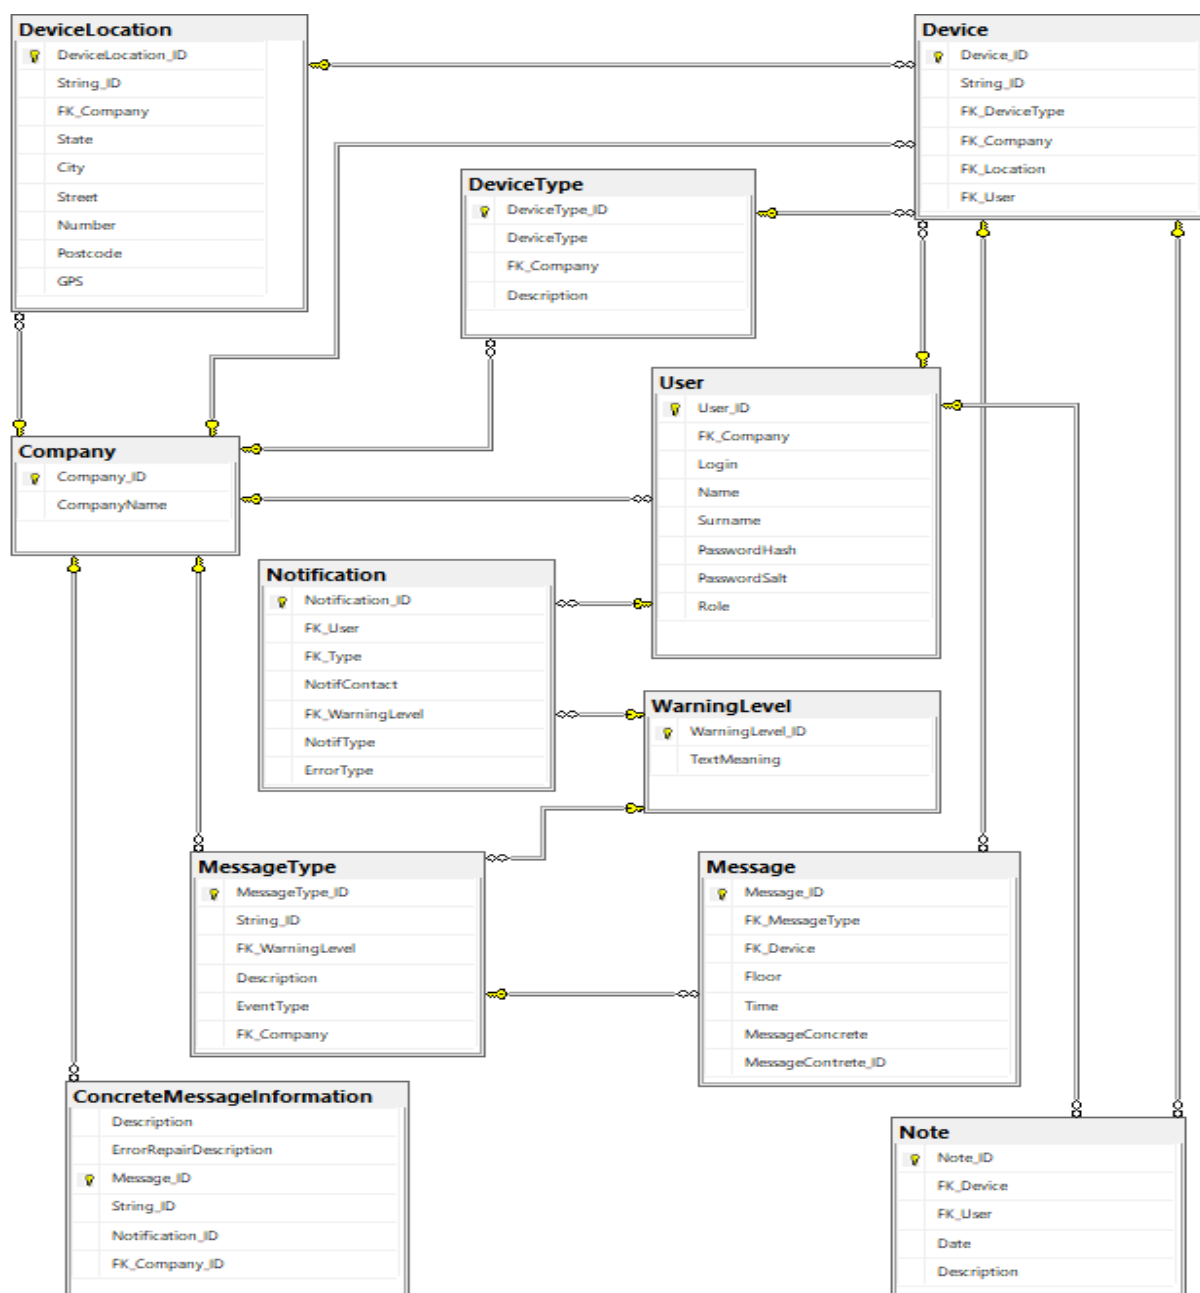 DeviceLocation
DeviceLocation_ID
String_ID
FK_Company
State
City
Street
Number
Postcode
GPS
Device
Device_ID
String_ID
FK_DeviceType
FK_Company
FK_Location
FK_User
DeviceType
DeviceType_ID
DeviceType
FK_Company
Description
User
User_ID
FK_Company
Login
Name
Surname
PasswordHash
PasswordSalt
Role
Company
Company_ID
CompanyName
Notification
Notification_ID
FK_User
FK_Type
NotifContact
FK_WarningLevel
NotifType
ErrorType
WarningLevel
WarningLevel_ID
TextMeaning
MessageType
MessageType_ID
String_ID
FK_WarningLevel
Description
EventType
FK_Company
Message
Message_ID
FK_MessageType
FK_Device
Floor
Time
MessageConcrete
MessageContrete_ID
ConcreteMessageInformation
Description
ErrorRepairDescription
Message_ID
String_ID
Notification_ID
FK_Company_ID
Note
Note_ID
FK_Device
FK_User
Date
Description